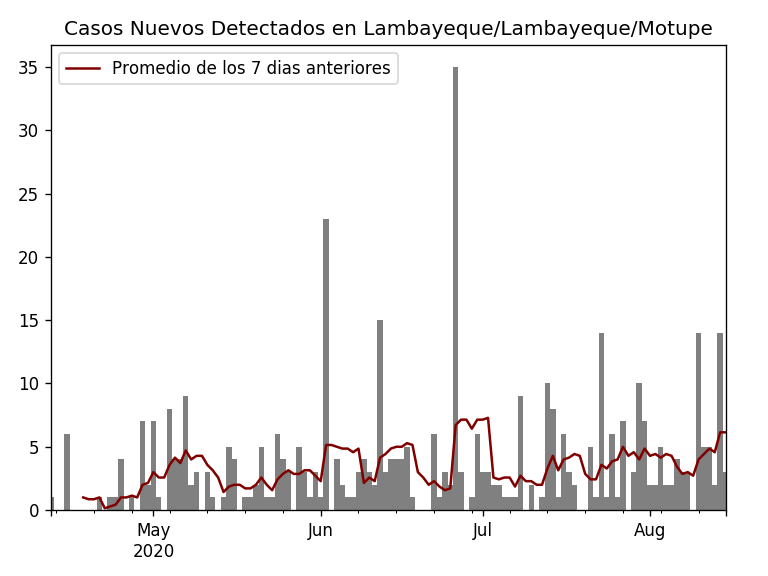 Casos Nuevos Detectados en Lambayeque/Lambayeque/Motupe
Promedio de los 7 dias anteriores
35
30
25
20
15
10
5
0
May
2020
Jun
Jul
Aug